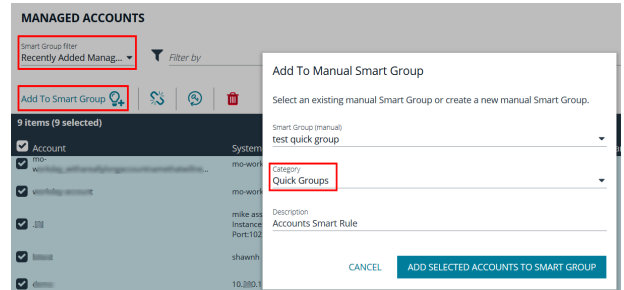 MANAGED ACCOUNTS
Smart Group filter
Recently Added Manag...
Filter by
Add To Smart Group
9 items (9 selected)
Account
System
mo-
mo-work
mo-work
mike ass
Instance
Port:102
shawnh
10.280.1
Add To Manual Smart Group
Select an existing manual Smart Group or create a new manual Smart Group.
Smart Group (manual)
test quick group
Category
Quick Groups
Description
Accounts Smart Rule
CANCEL
ADD SELECTED ACCOUNTS TO SMART GROUP